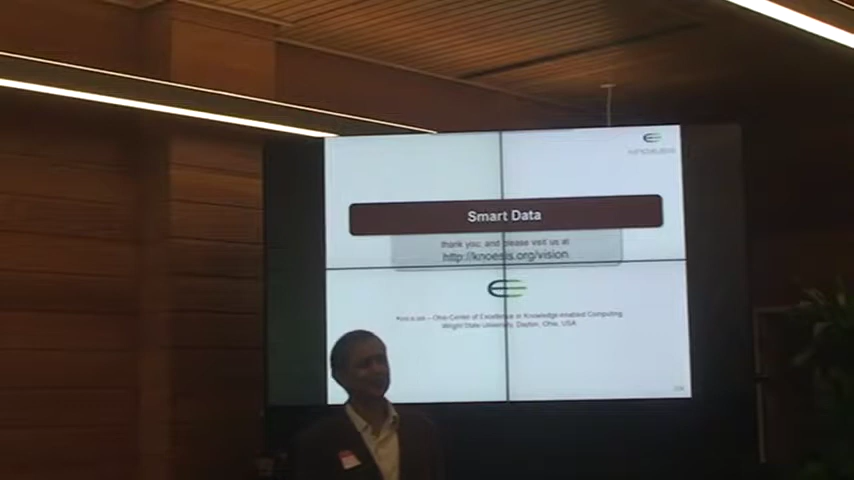 KNOESIS
Smart Data
thank you, and please visit us at
http://knoesis.org/vision
– Ohio Center of Excellence in Knowledge-enabled Computing
Wright State University, Dayton, Ohio, USA